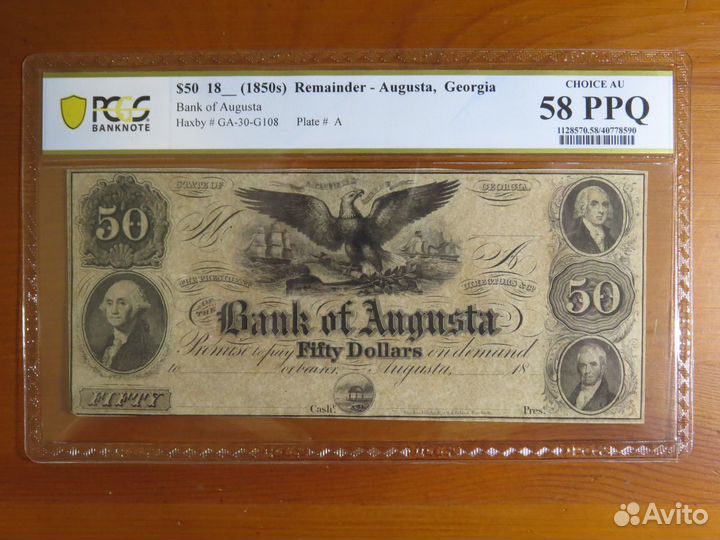 $50 18__ (1850s) Remainder - Augusta, Georgia
Bank of Augusta
Haxby # GA-30-G108 Plate # A
PCGS
BANKNOTE
CHOICE AU
58 PPQ
1128570.58/40778590
STATE OF GEORGIA
50
No A
THE PRESIDENT DIRECTORS & Co
OF THE
50
Bank of Augusta
Promise to pay Fifty Dollars on demand
to or bearer, Augusta, 18
FIFTY
Cash. Pres.
Avito